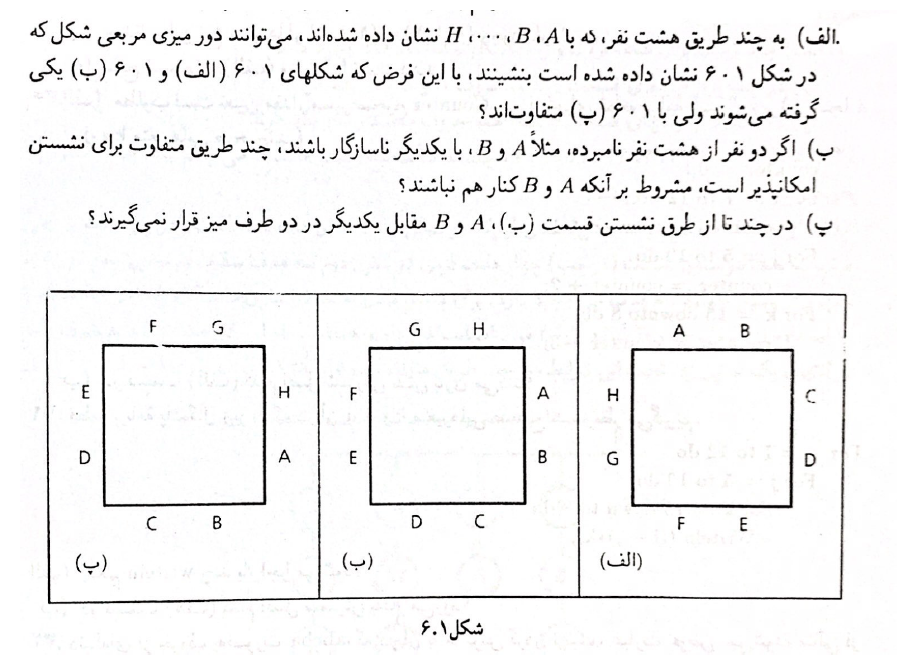 الف) به چند طریق هشت نفر، که با A، B، ⋯، H نشان داده شده‌اند، می‌توانند دور میزی مربعی شکل که
در شکل ۶۰۱ نشان داده شده است بنشینند، با این فرض که شکلهای ۶۰۱ (الف) و ۶۰۱ (ب) یکی
گرفته می‌شوند ولی با ۶۰۱ (پ) متفاوت‌اند؟
ب) اگر دو نفر از هشت نفر نامبرده، مثلاً A و B، با یکدیگر ناسازگار باشند، چند طریق متفاوت برای نشستن
امکانپذیر است، مشروط بر آنکه A و B کنار هم نباشند؟
پ) در چند تا از طرق نشستن قسمت (ب)، A و B مقابل یکدیگر در دو طرف میز قرار نمی‌گیرند؟
A B
H C
G D
F E
(الف)
G H
F A
E B
D C
(ب)
F G
E H
D A
C B
(پ)
شکل ۶.۱